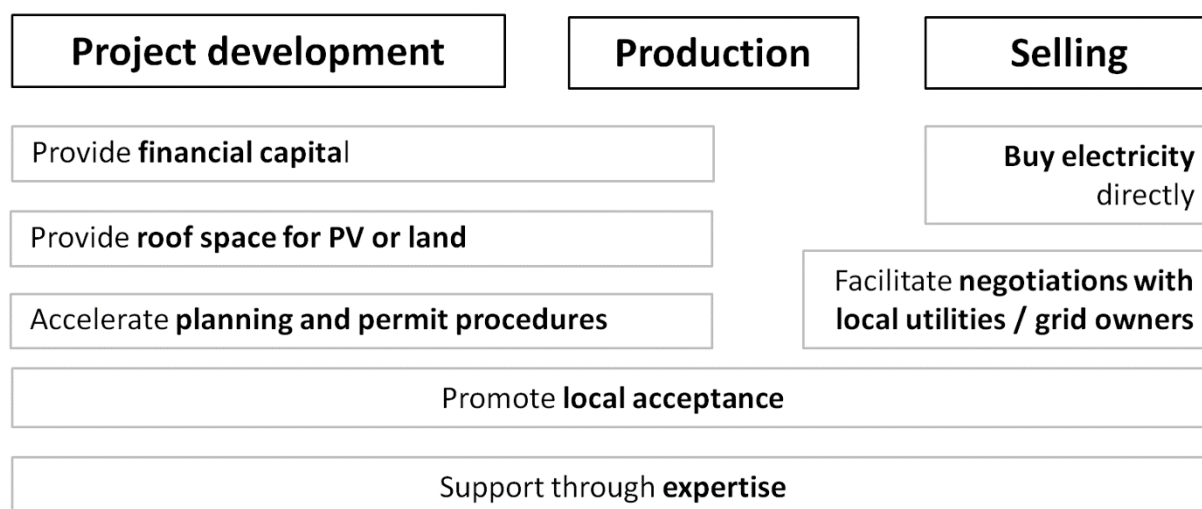 Project development
Production
Selling
Provide financial capital
Buy electricity
directly
Provide roof space for PV or land
Facilitate negotiations with
local utilities / grid owners
Accelerate planning and permit procedures
Promote local acceptance
Support through expertise